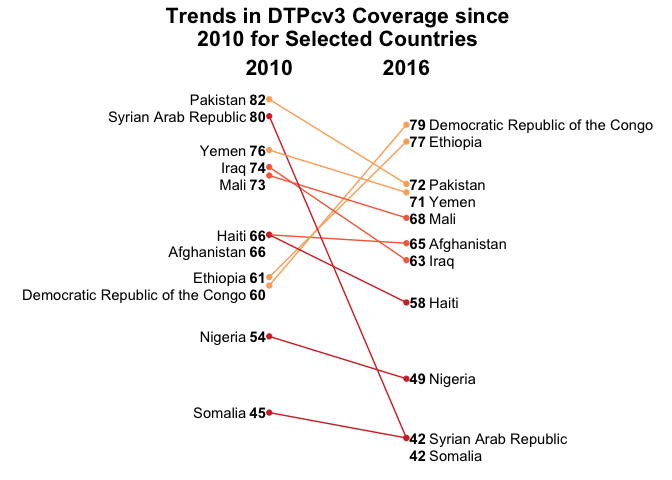 Trends in DTPcv3 Coverage since
2010 for Selected Countries
2010 2016
Pakistan 82
Syrian Arab Republic 80
79 Democratic Republic of the Congo
77 Ethiopia
Yemen 76
Iraq 74
Mali 73
72 Pakistan
71 Yemen
68 Mali
Haiti 66
65 Afghanistan
Afghanistan 66
63 Iraq
Ethiopia 61
Democratic Republic of the Congo 60
58 Haiti
Nigeria 54
49 Nigeria
Somalia 45
42 Syrian Arab Republic
42 Somalia